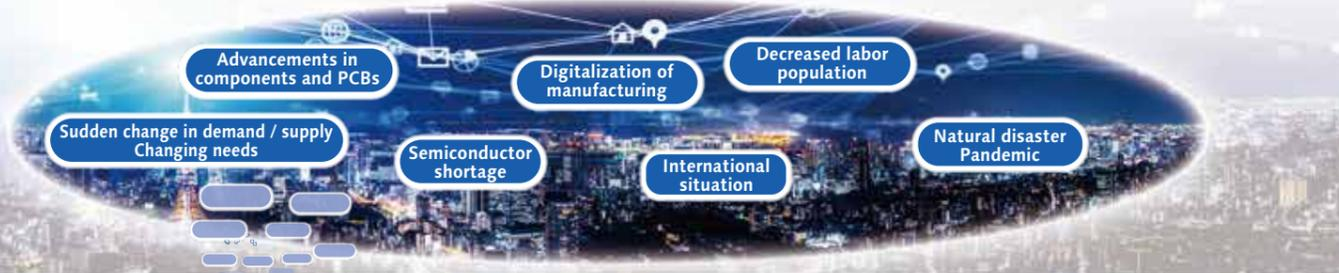 Advancements in
components and PCBs
Digitalization of
manufacturing
Decreased labor
population
Sudden change in demand / supply
Changing needs
Semiconductor
shortage
International
situation
Natural disaster
Pandemic